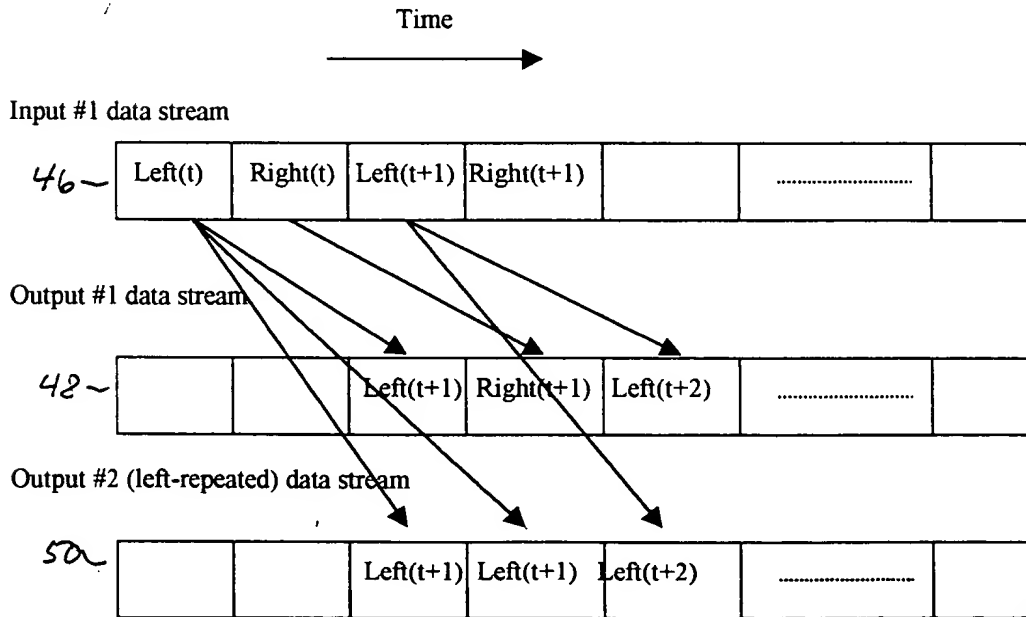 Time
Input #1 data stream
46 Left(t) Right(t) Left(t+1) Right(t+1) ....................
Output #1 data stream
48 Left(t+1) Right(t+1) Left(t+2) ....................
Output #2 (left-repeated) data stream
50 Left(t+1) Left(t+1) Left(t+2) ....................